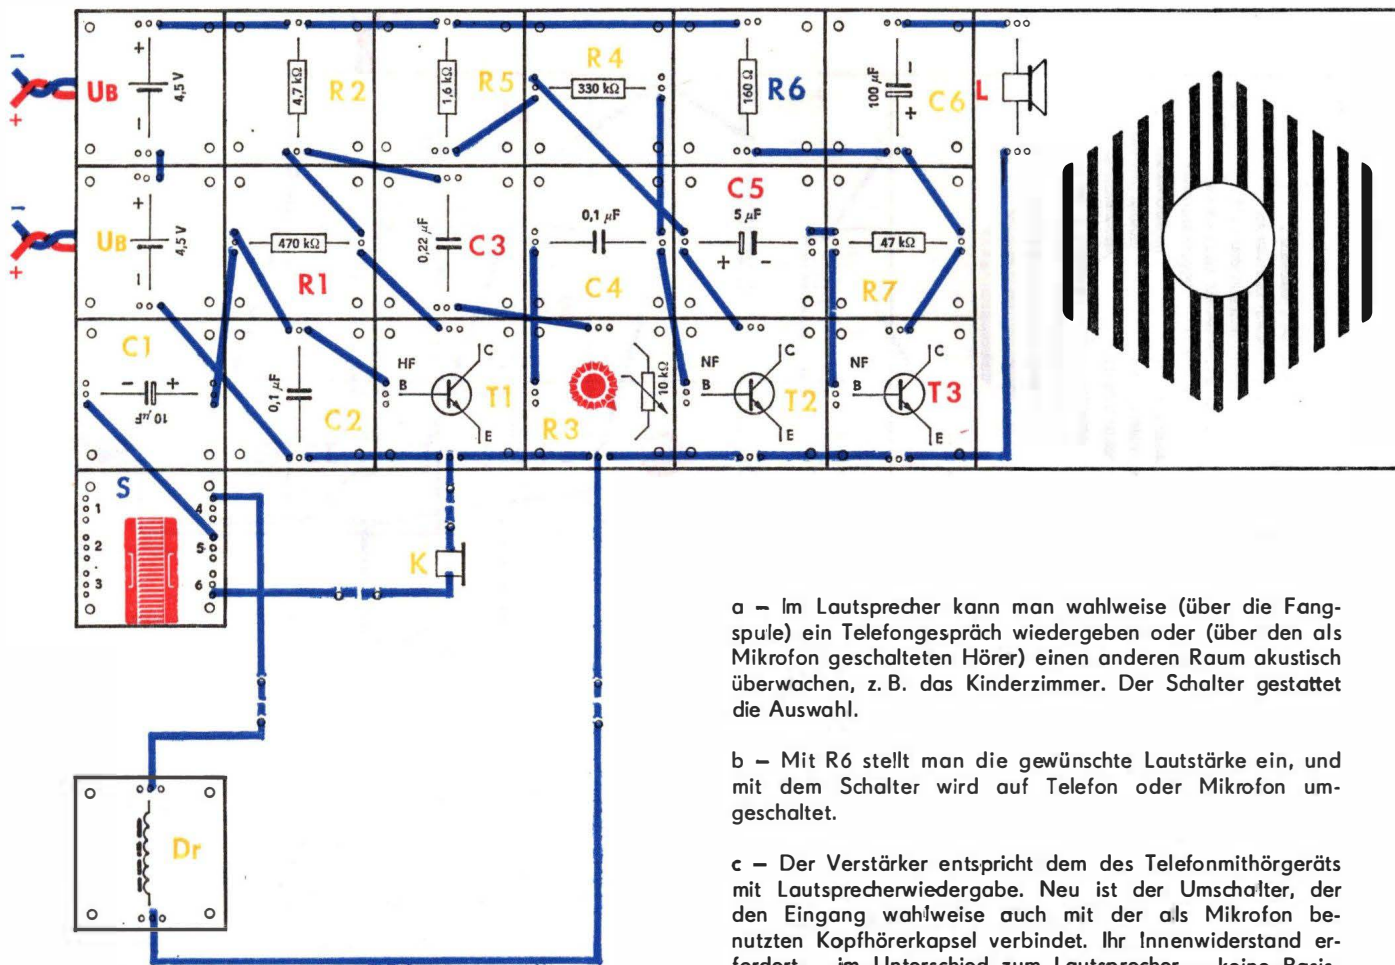 UB
+
−
4,5 V
4,7 kΩ
R2
1,6 kΩ
R5
R4
330 kΩ
160 Ω
R6
100 µF
−
+
C6
L
−
+
UB
+
−
4,5 V
470 kΩ
R1
0,22 µF
C3
0,1 µF
C4
C5
5 µF
+ −
47 kΩ
R7
−
+
C1
− +
10 µF
0,1 µF
C2
HF
B
C
E
T1
R3
10 kΩ
NF
B
C
E
T2
NF
B
C
E
T3
S
1
2
3
4
5
6
K
Dr
a – Im Lautsprecher kann man wahlweise (über die Fang-
spule) ein Telefongespräch wiedergeben oder (über den als
Mikrofon geschalteten Hörer) einen anderen Raum akustisch
überwachen, z. B. das Kinderzimmer. Der Schalter gestattet
die Auswahl.
b – Mit R6 stellt man die gewünschte Lautstärke ein, und
mit dem Schalter wird auf Telefon oder Mikrofon um-
geschaltet.
c – Der Verstärker entspricht dem des Telefonmithörgeräts
mit Lautsprecherwiedergabe. Neu ist der Umschalter, der
den Eingang wahlweise auch mit der als Mikrofon be-
nutzten Kopfhörerkapsel verbindet. Ihr Innenwiderstand er-
fordert – im Unterschied zum Lautsprecher – keine Basis-